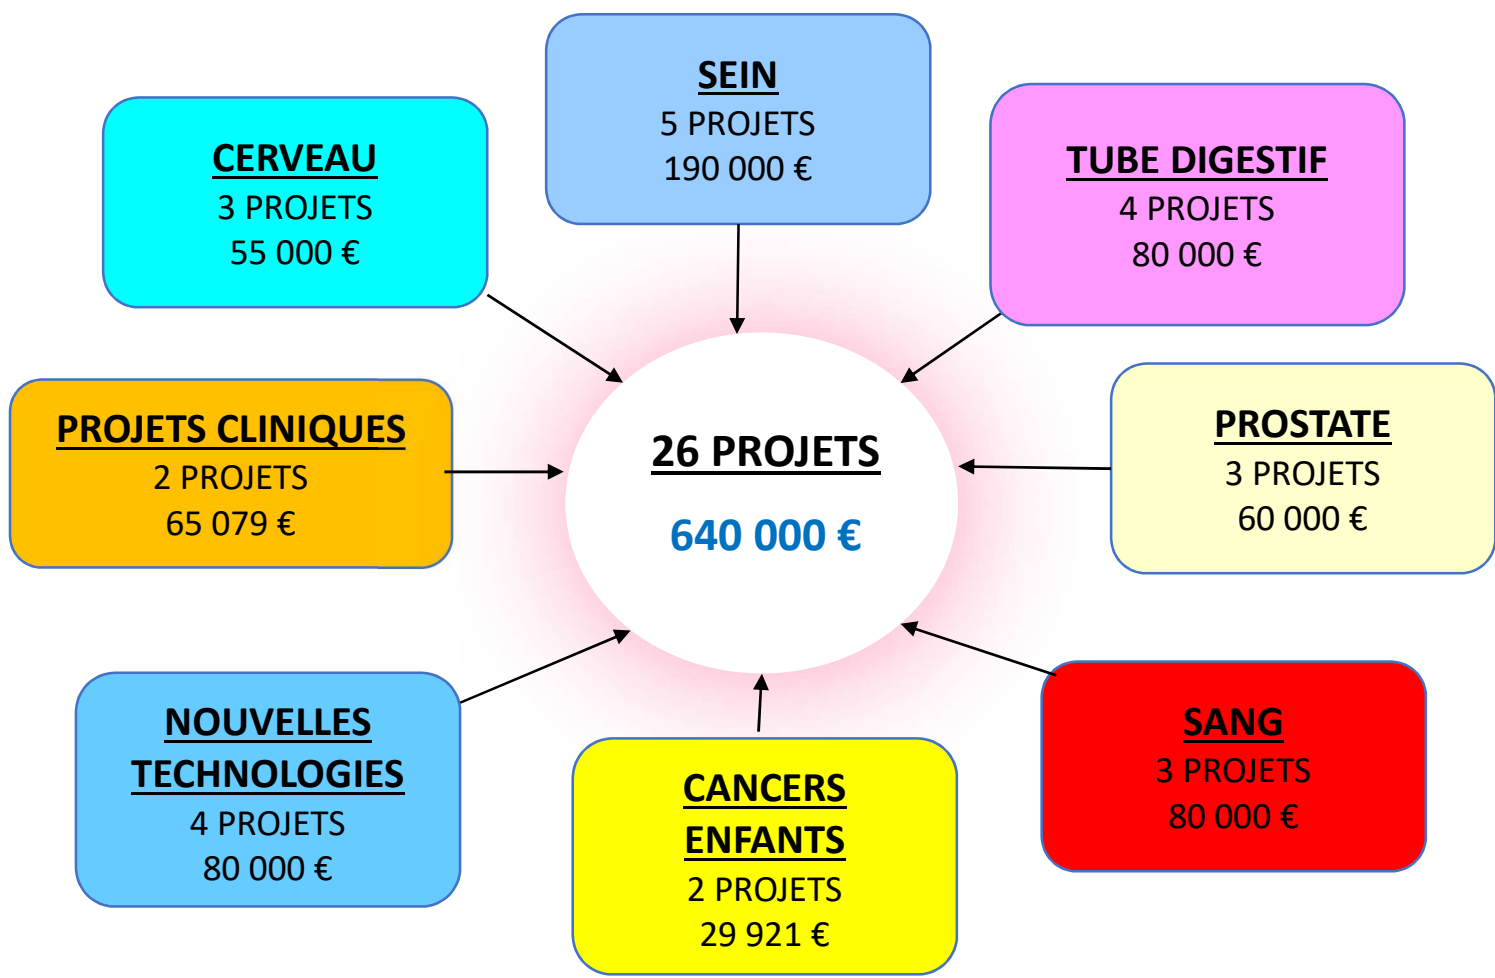 SEIN
5 PROJETS
190 000 €
CERVEAU
3 PROJETS
55 000 €
TUBE DIGESTIF
4 PROJETS
80 000 €
PROJETS CLINIQUES
2 PROJETS
65 079 €
26 PROJETS
640 000 €
PROSTATE
3 PROJETS
60 000 €
NOUVELLES
TECHNOLOGIES
4 PROJETS
80 000 €
CANCERS
ENFANTS
2 PROJETS
29 921 €
SANG
3 PROJETS
80 000 €